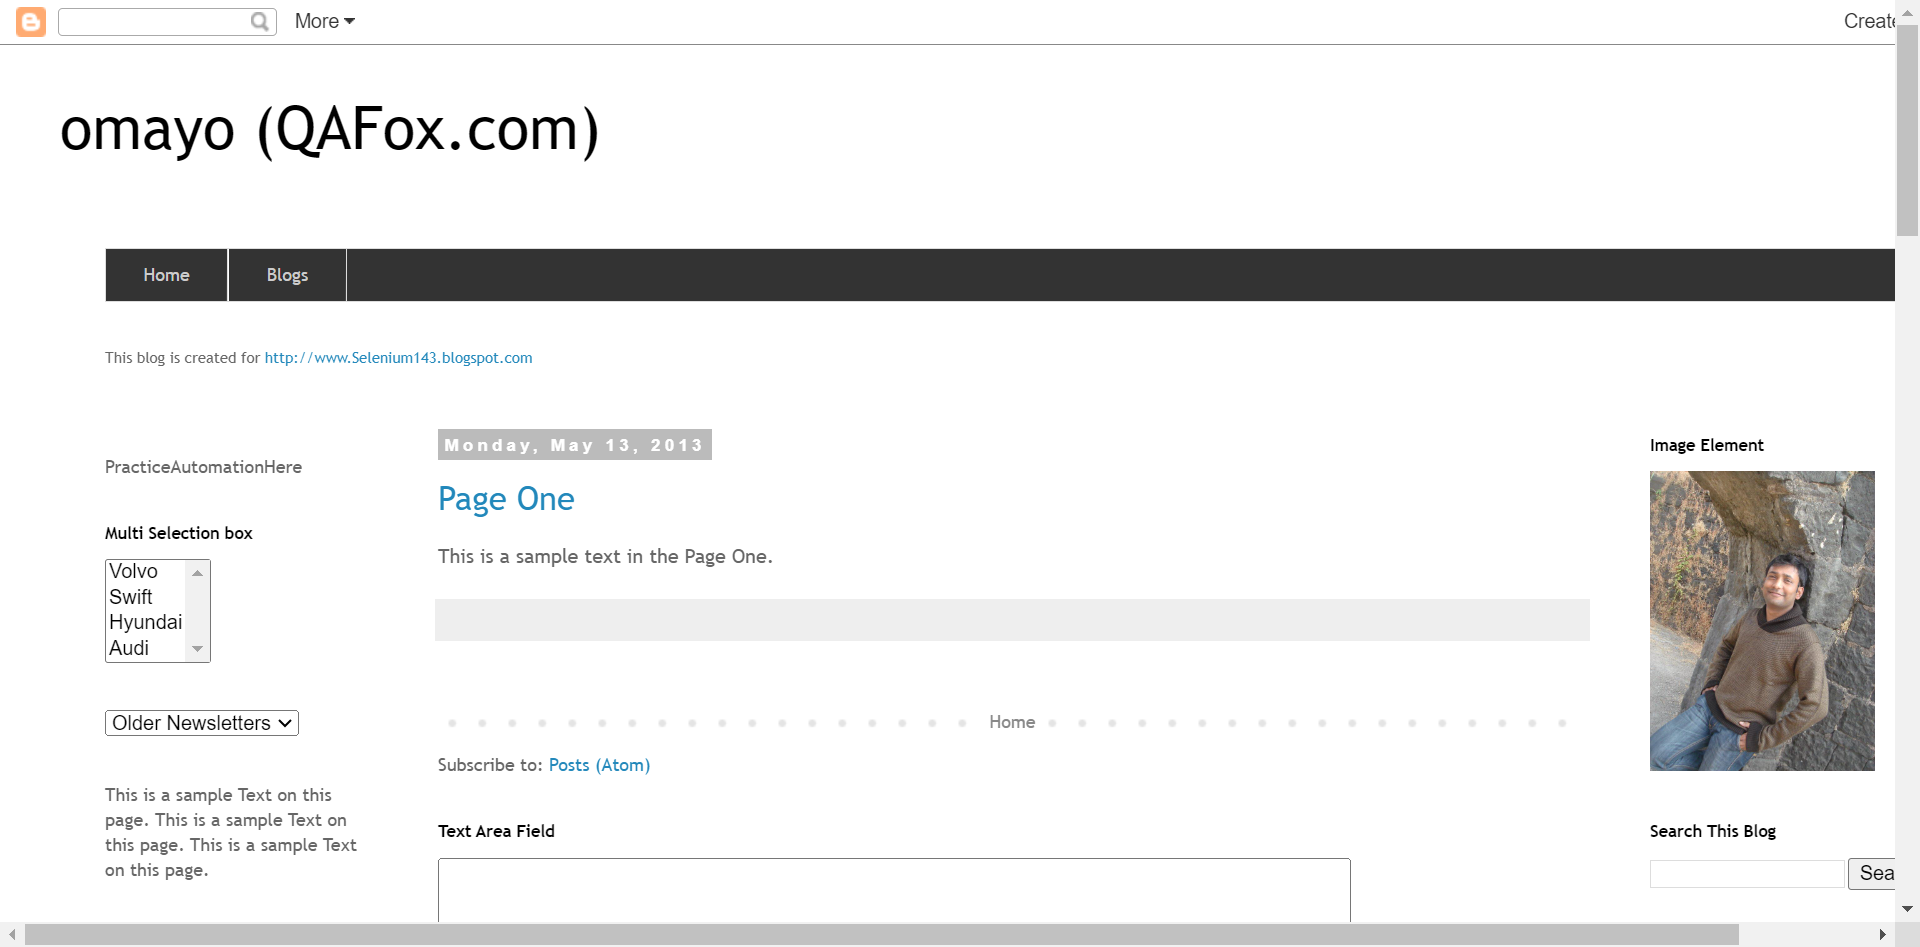 More
Create
omayo (QAFox.com)
Home
Blogs
This blog is created for http://www.Selenium143.blogspot.com
PracticeAutomationHere
Multi Selection box
Volvo
Swift
Hyundai
Audi
Older Newsletters
This is a sample Text on this
page. This is a sample Text on
this page. This is a sample Text
on this page.
Monday, May 13, 2013
Page One
This is a sample text in the Page One.
Home
Subscribe to: Posts (Atom)
Text Area Field
Image Element
Search This Blog
Sea